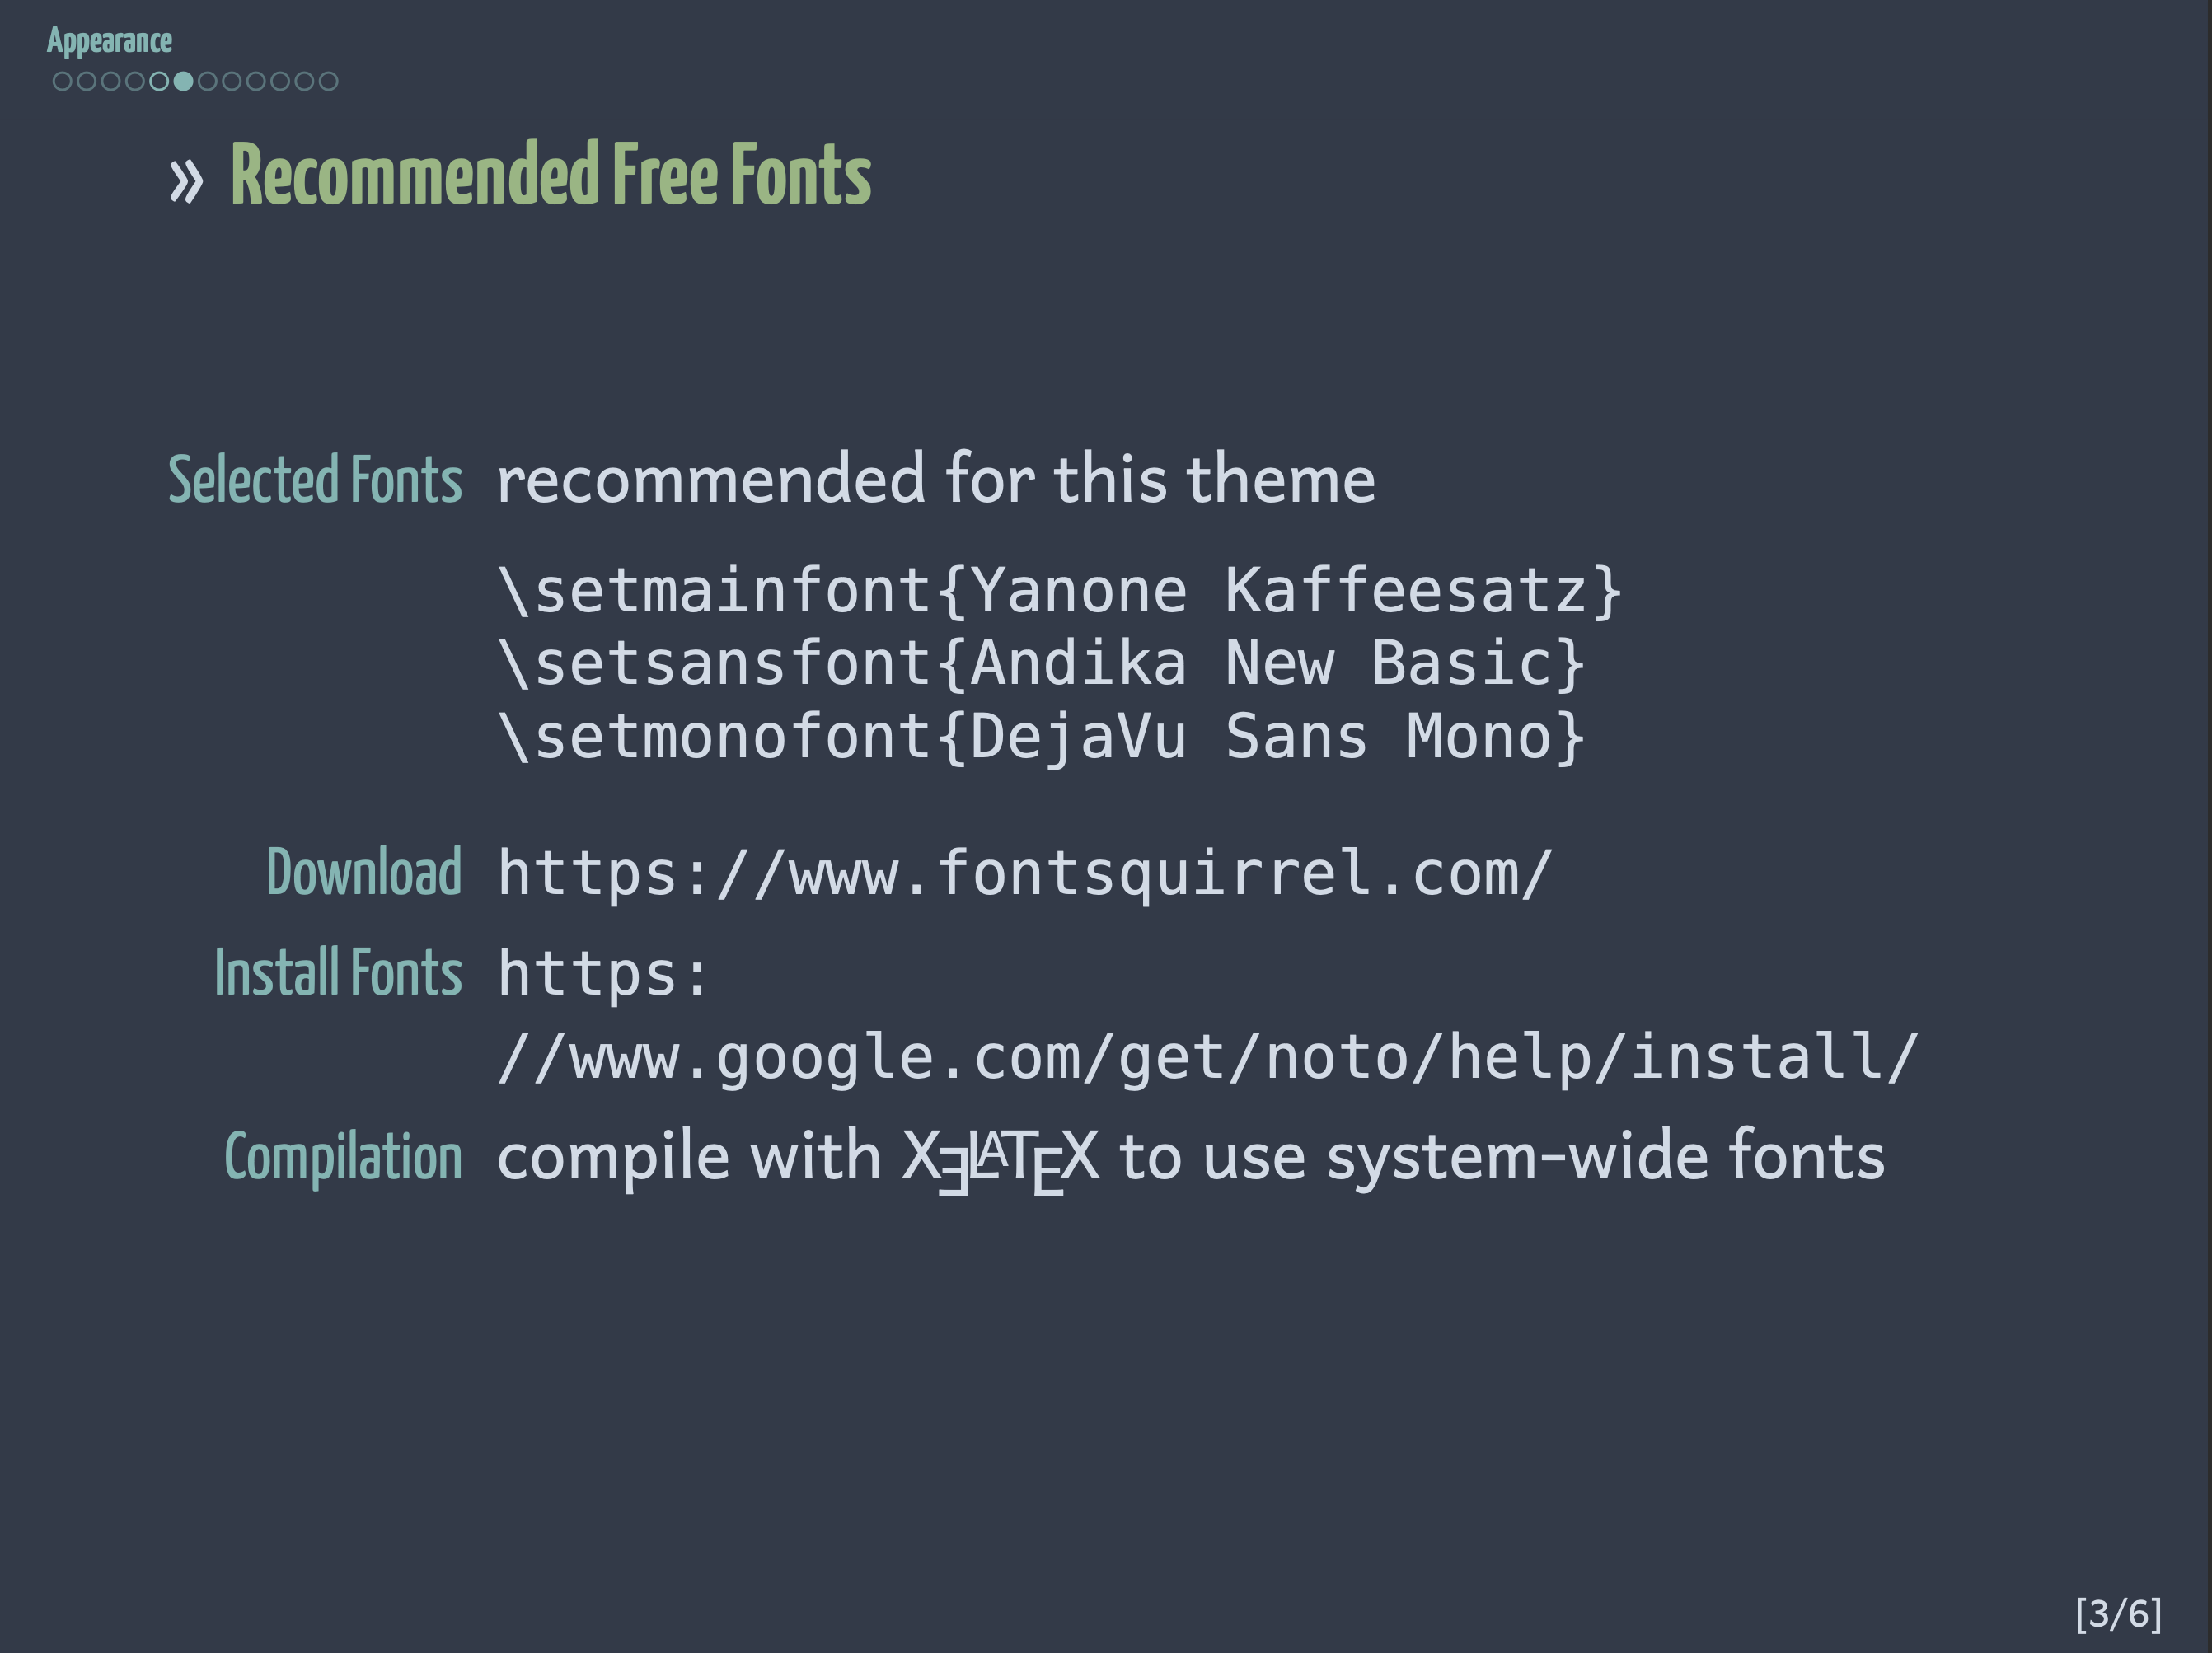 Appearance
» Recommended Free Fonts
Selected Fonts recommended for this theme
\setmainfont{Yanone Kaffeesatz}
\setsansfont{Andika New Basic}
\setmonofont{DejaVu Sans Mono}
Download https://www.fontsquirrel.com/
Install Fonts https:
//www.google.com/get/noto/help/install/
Compilation compile with XƎLATEX to use system-wide fonts
[3/6]